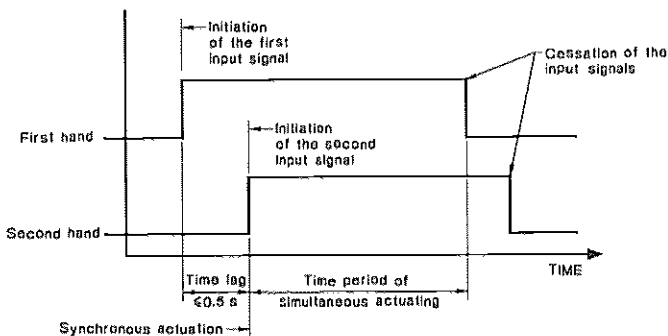 Initiation
of the first
input signal
Cessation of the
input signals
First hand
Initiation
of the second
input signal
Second hand
TIME
Time lag
≤0.5 s
Time period of
simultaneous actuating
Synchronous actuation